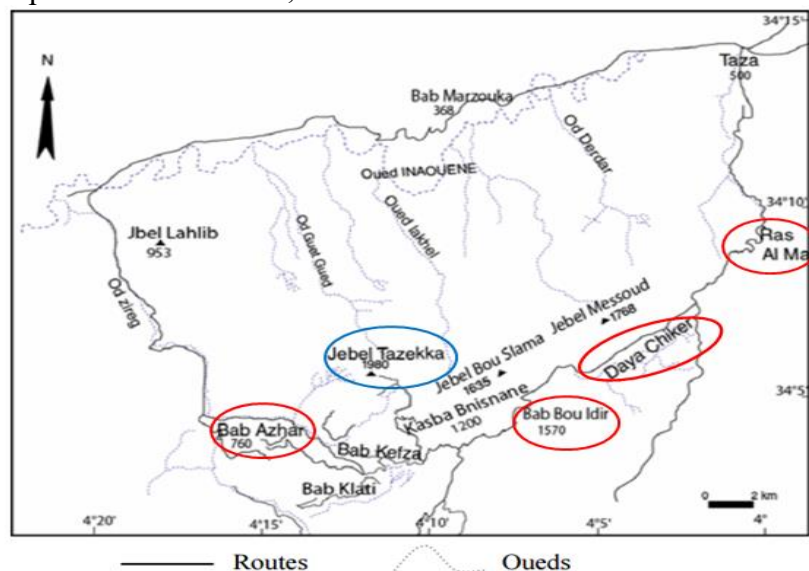 34°15'
N
Taza
500
Bab Marzouka
368
Od Derdar
Oued INAOUENE
34°10'
Jbel Lahlib
953
Od Guet Gued
Oued lakhel
Ras
Al Ma
Od zireg
Jebel Messoud
1768
Jebel Tazekka
1980
Jebel Bou Slama
1635
Daya Chiker
34°5'
Kasba Bnisnane
1200
Bab Bou Idir
1570
Bab Azhar
760
Bab Kefza
Bab Klati
0 2 km
4°20' 4°15' 4°10' 4°5' 4°
Routes Oueds